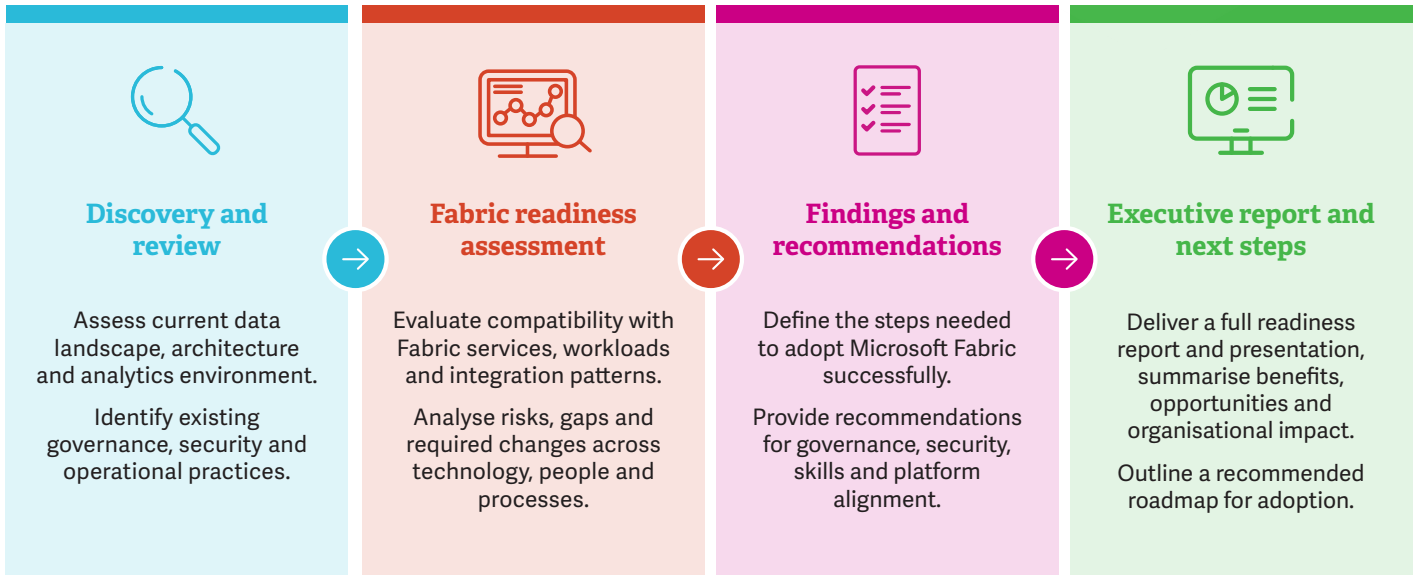 Discovery and
review
Assess current data
landscape, architecture
and analytics environment.
Identify existing
governance, security and
operational practices.
Fabric readiness
assessment
Evaluate compatibility with
Fabric services, workloads
and integration patterns.
Analyse risks, gaps and
required changes across
technology, people and
processes.
Findings and
recommendations
Define the steps needed
to adopt Microsoft Fabric
successfully.
Provide recommendations
for governance, security,
skills and platform
alignment.
Executive report and
next steps
Deliver a full readiness
report and presentation,
summarise benefits,
opportunities and
organisational impact.
Outline a recommended
roadmap for adoption.